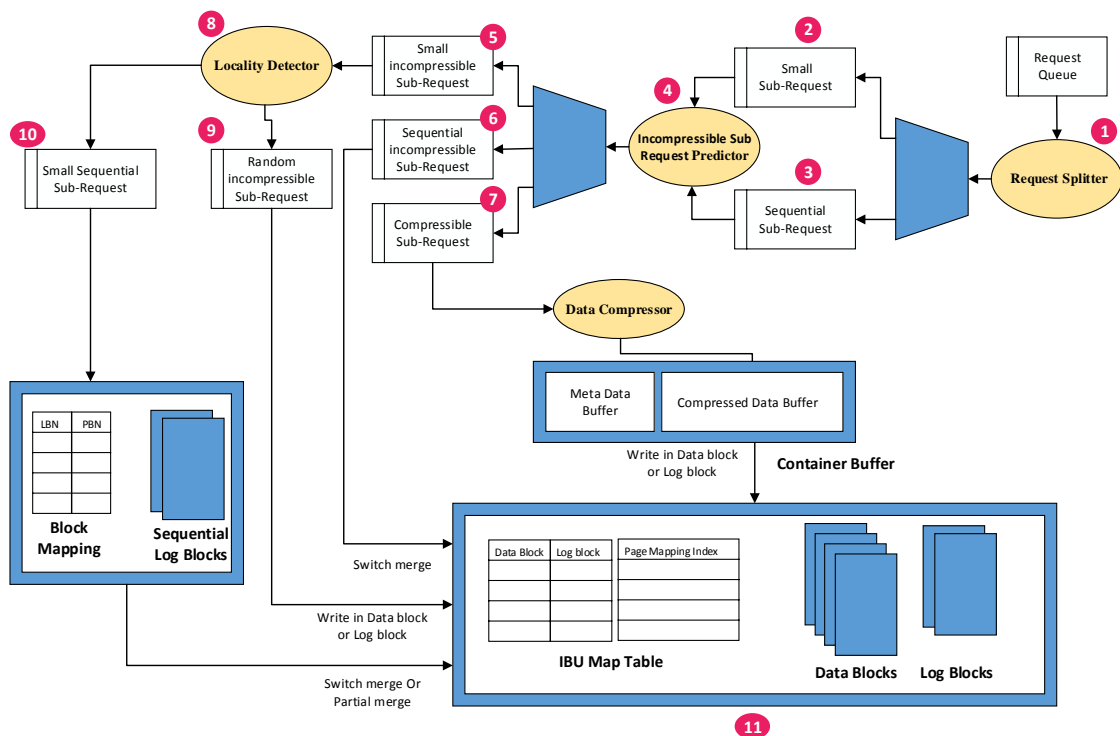 8
Locality Detector
5
Small
incompressible
Sub-Request
2
Small
Sub-Request
Request
Queue
1
Request Splitter
4
Incompressible Sub
Request Predictor
3
Sequential
Sub-Request
6
Sequential
incompressible
Sub-Request
7
Compressible
Sub-Request
10
Small Sequential
Sub-Request
9
Random
incompressible
Sub-Request
Data Compressor
Meta Data
Buffer
Compressed Data Buffer
Write in Data block
or Log block
Container Buffer
LBN PBN
Block
Mapping
Sequential
Log Blocks
Switch merge
Write in Data block
or Log block
Switch merge Or
Partial merge
Data Block Log block Page Mapping Index
IBU Map Table
Data Blocks
Log Blocks
11